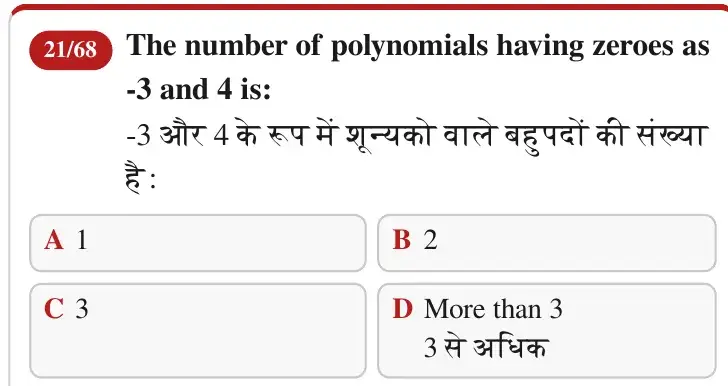 21/68 The number of polynomials having zeroes as
-3 and 4 is:
-3 और 4 के रूप में शून्यको वाले बहुपदों की संख्या
है :
A 1
B 2
C 3
D More than 3
3 से अधिक